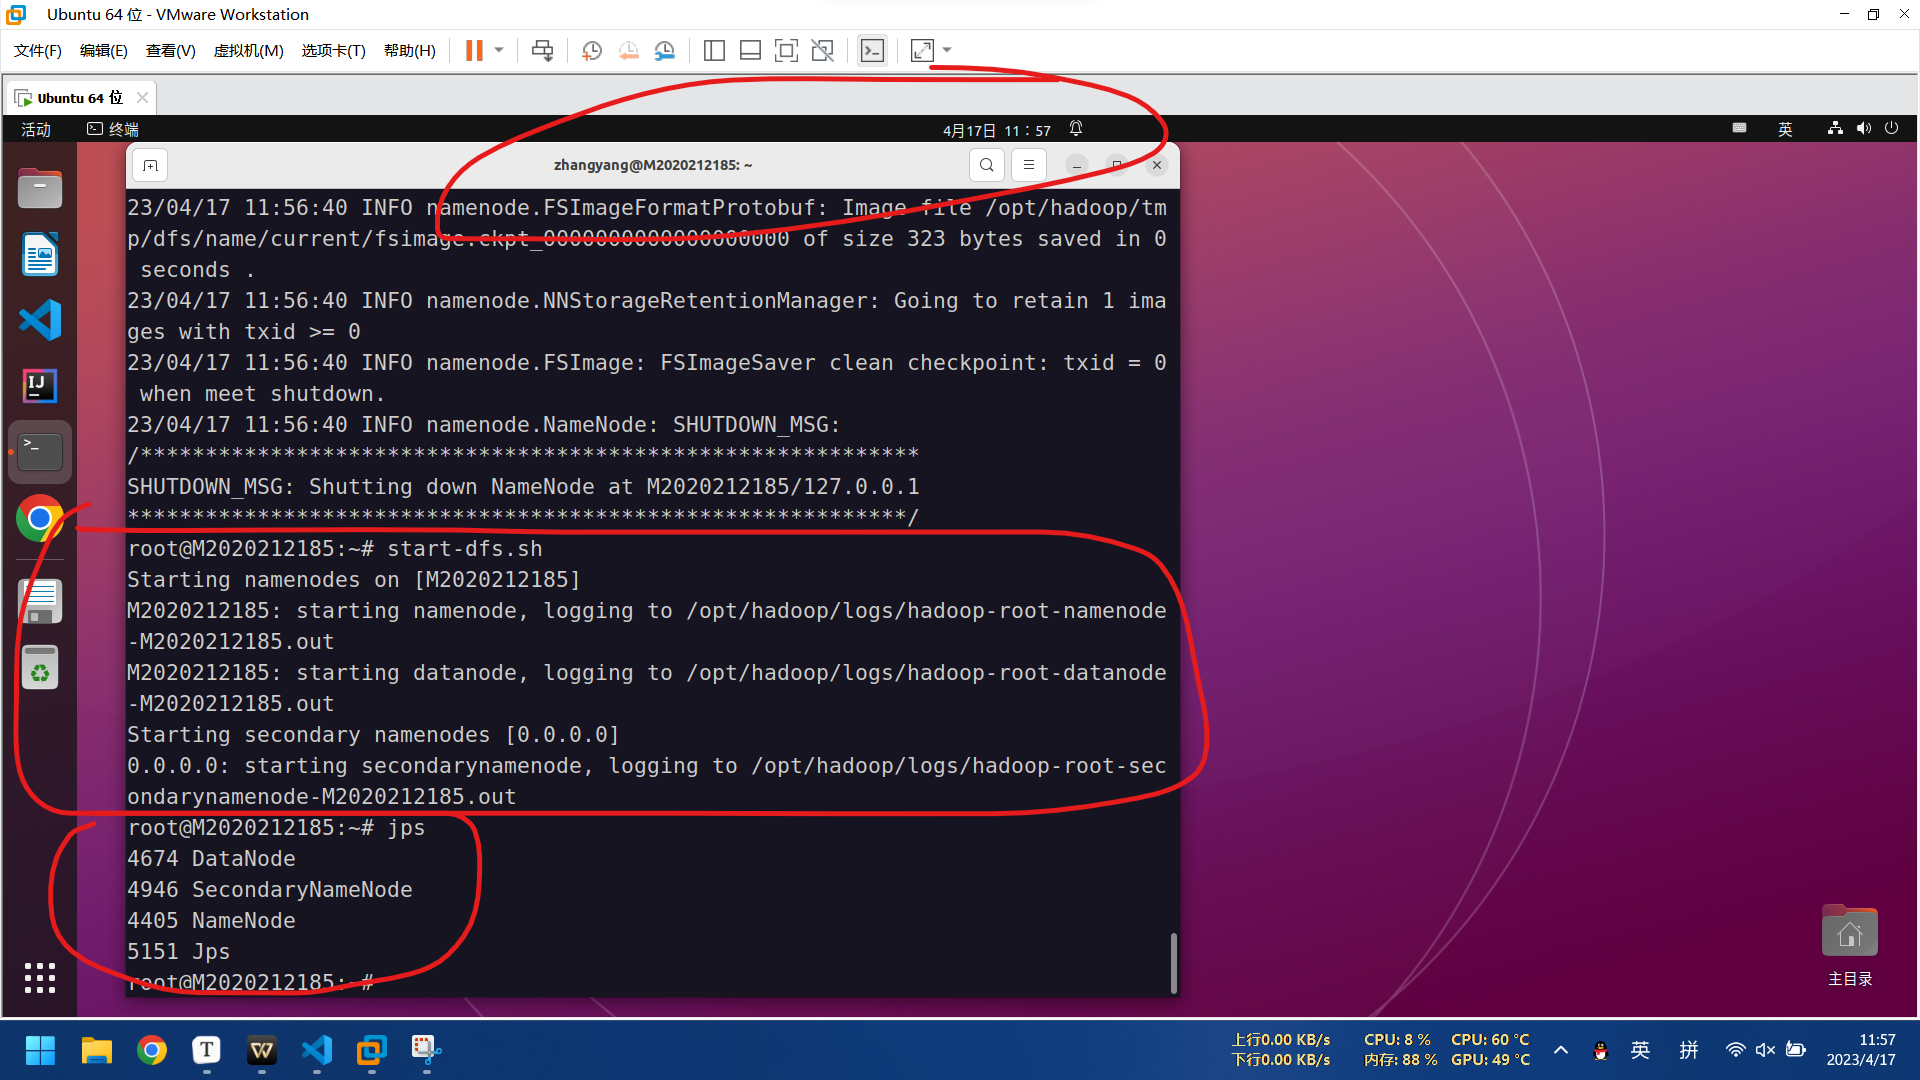 Ubuntu 64 位 - VMware Workstation
文件(F) 编辑(E) 查看(V) 虚拟机(M) 选项卡(T) 帮助(H)
Ubuntu 64 位
活动 终端 4月17日 11：57 英
zhangyang@M2020212185: ~
23/04/17 11:56:40 INFO namenode.FSImageFormatProtobuf: Image file /opt/hadoop/tm
p/dfs/name/current/fsimage.ckpt_0000000000000000000 of size 323 bytes saved in 0
seconds .
23/04/17 11:56:40 INFO namenode.NNStorageRetentionManager: Going to retain 1 ima
ges with txid >= 0
23/04/17 11:56:40 INFO namenode.FSImage: FSImageSaver clean checkpoint: txid = 0
when meet shutdown.
23/04/17 11:56:40 INFO namenode.NameNode: SHUTDOWN_MSG:
/************************************************************
SHUTDOWN_MSG: Shutting down NameNode at M2020212185/127.0.0.1
************************************************************/
root@M2020212185:~# start-dfs.sh
Starting namenodes on [M2020212185]
M2020212185: starting namenode, logging to /opt/hadoop/logs/hadoop-root-namenode
-M2020212185.out
M2020212185: starting datanode, logging to /opt/hadoop/logs/hadoop-root-datanode
-M2020212185.out
Starting secondary namenodes [0.0.0.0]
0.0.0.0: starting secondarynamenode, logging to /opt/hadoop/logs/hadoop-root-sec
ondarynamenode-M2020212185.out
root@M2020212185:~# jps
4674 DataNode
4946 SecondaryNameNode
4405 NameNode
5151 Jps
root@M2020212185:~#
主目录
上行0.00 KB/s CPU: 8 % CPU: 60 °C
下行0.00 KB/s 内存: 88 % GPU: 49 °C
英 拼
11:57
2023/4/17